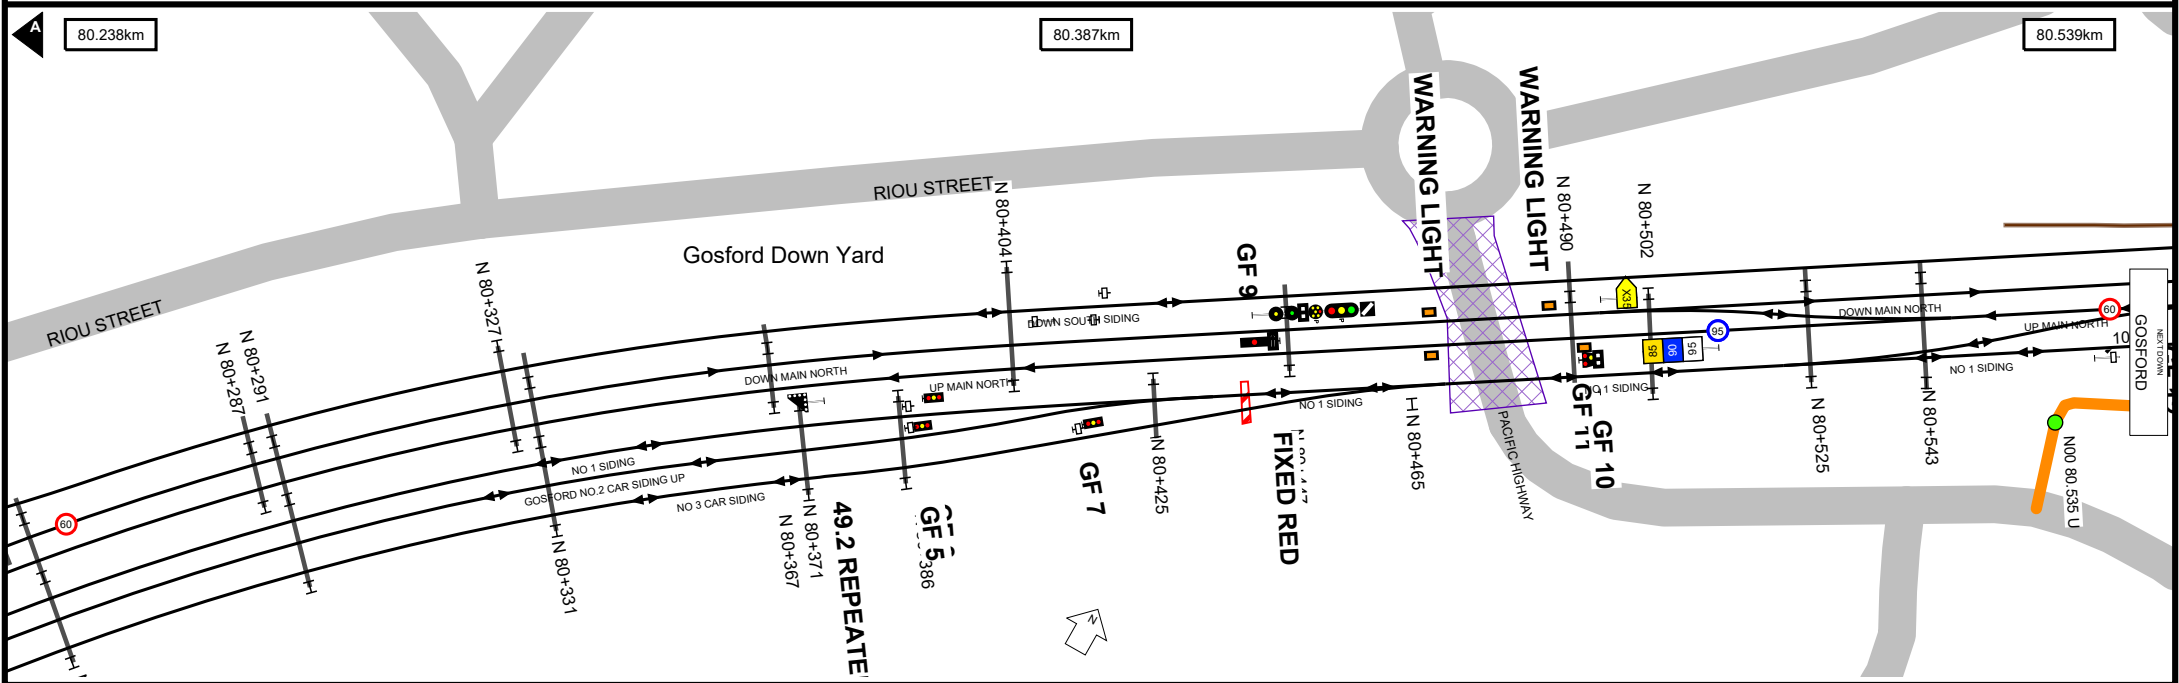 A
80.238km
80.387km
80.539km
WARNING LIGHT
WARNING LIGHT
RIOU STREET
RIOU STREET
Gosford Down Yard
N 80+404
N 80+490
N 80+502
N 80+327
N 80+291
N 80+287
GF 9
X35
DOWN SOUTH SIDING
DOWN MAIN NORTH
UP MAIN NORTH
DOWN MAIN NORTH
UP MAIN NORTH
60
95
85
90
95
10
GOSFORD
NEXT DOWN
NO 1 SIDING
NO 1 SIDING
NO 1 SIDING
NO 1 SIDING
GOSFORD NO.2 CAR SIDING UP
NO 3 CAR SIDING
60
N 80+331
N 80+367
N 80+371
49.2 REPEATER
GF 5
386
GF 7
N 80+425
FIXED RED
N 80+465
PACIFIC HIGHWAY
GF 11
GF 10
N 80+525
N 80+543
N00 80.535 U
N